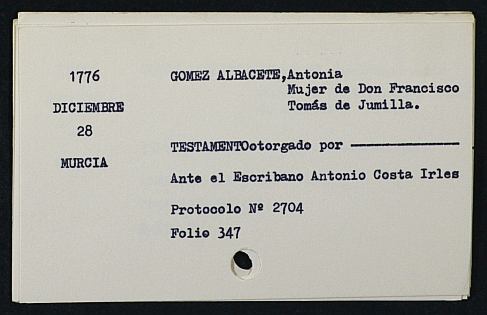 1776
DICIEMBRE
28
MURCIA
GOMEZ ALBACETE,Antonia
Mujer de Don Francisco
Tomás de Jumilla.
TESTAMENTOotorgado por ——————
Ante el Escribano Antonio Costa Irles
Protocolo Nº 2704
Folio 347